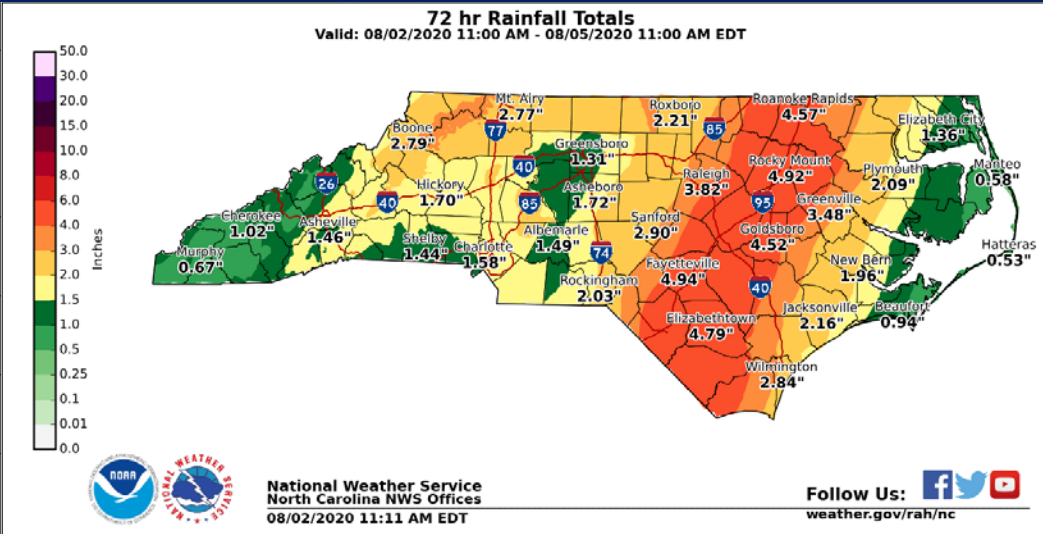 72 hr Rainfall Totals
Valid: 08/02/2020 11:00 AM - 08/05/2020 11:00 AM EDT
50.0
30.0
20.0
15.0
10.0
8.0
6.0
4.0
3.0
2.0
1.5
1.0
0.5
0.25
0.1
0.01
0.0
Inches
Mt. Airy
2.77"
Roxboro
2.21"
Roanoke Rapids
4.57"
Elizabeth City
1.36"
Boone
2.79"
77
85
Greensboro
1.31"
40
Rocky Mount
4.92"
Plymouth
2.09"
Manteo
0.58"
26
Hickory
1.70"
Asheboro
1.72"
Raleigh
3.82"
40
85
95
Greenville
3.48"
Cherokee
1.02"
Asheville
1.46"
Sanford
2.90"
Albemarle
1.49"
Goldsboro
4.52"
Shelby
1.44"
Charlotte
1.58"
74
Murphy
0.67"
Hatteras
0.53"
Fayetteville
4.94"
New Bern
1.96"
Rockingham
2.03"
40
Jacksonville
2.16"
Beaufort
0.94"
Elizabethtown
4.79"
Wilmington
2.84"
NOAA
NATIONAL WEATHER SERVICE
National Weather Service
North Carolina NWS Offices
08/02/2020 11:11 AM EDT
Follow Us:
weather.gov/rah/nc